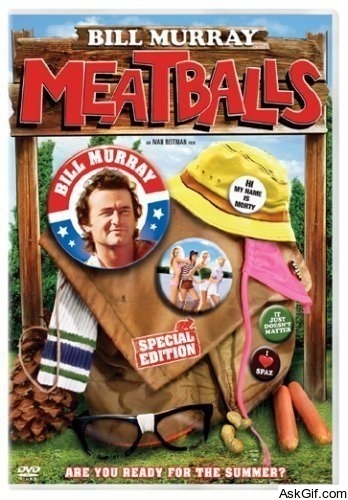 BILL MURRAY
MEATBALLS
AN IVAN REITMAN FILM
BILL MURRAY
HI
MY NAME
IS
MORTY
SPECIAL
EDITION
IT
JUST
DOESN'T
MATTER
I
SPAZ
DVD
VIDEO
ARE YOU READY FOR THE SUMMER?
AskGif.com